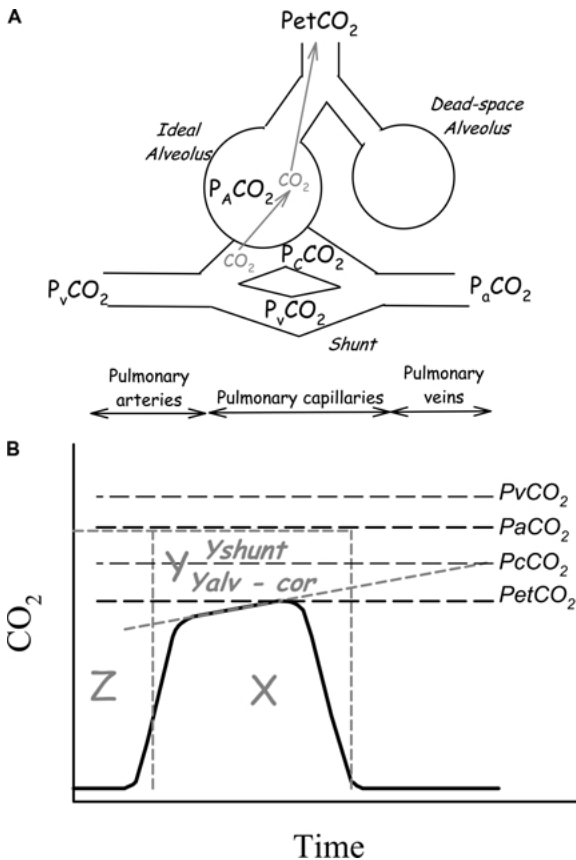 A
PetCO₂
Ideal
Alveolus
Dead-space
Alveolus
CO₂
PACO₂
CO₂
PCCO₂
PvCO₂
PvCO₂
PaCO₂
Shunt
Pulmonary
arteries
Pulmonary capillaries
Pulmonary
veins
B
PvCO₂
PaCO₂
Y Yshunt
PcCO₂
Yalv - cor
PetCO₂
CO₂
Z
X
Time